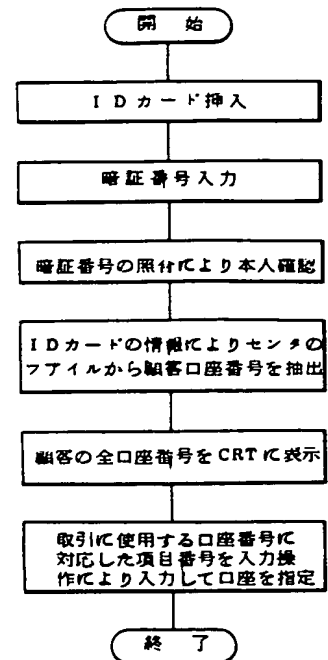 開始
IDカード挿入
暗証番号入力
暗証番号の照合により本人確認
IDカードの情報によりセンタの
フアイルから顧客口座番号を抽出
顧客の全口座番号をCRTに表示
取引に使用する口座番号に
対応した項目番号を入力操
作により入力して口座を指定
終了